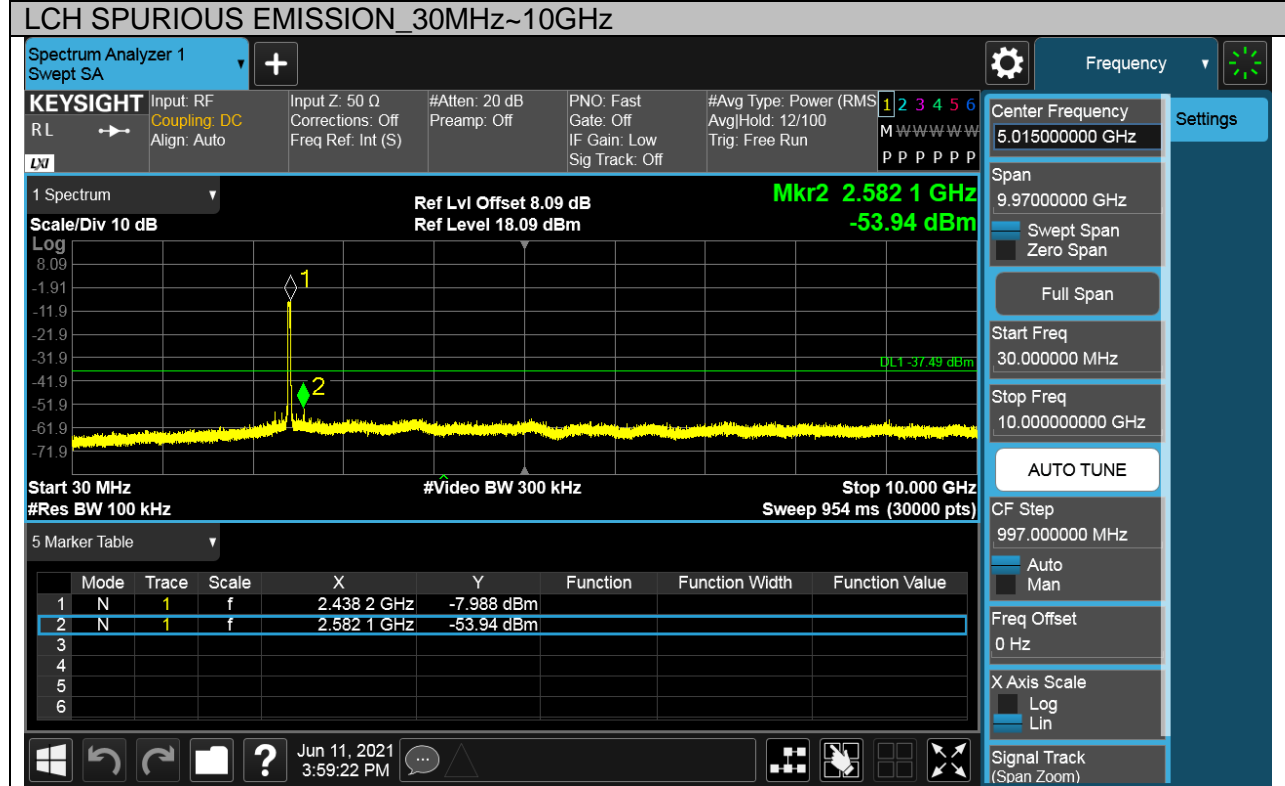 LCH SPURIOUS EMISSION_30MHz~10GHz
Spectrum Analyzer 1
Swept SA
+
Frequency
KEYSIGHT
RL
LXI
Input: RF
Coupling: DC
Align: Auto
Input Z: 50 Ω
Corrections: Off
Freq Ref: Int (S)
#Atten: 20 dB
Preamp: Off
PNO: Fast
Gate: Off
IF Gain: Low
Sig Track: Off
#Avg Type: Power (RMS
Avg|Hold: 12/100
Trig: Free Run
1 2 3 4 5 6
M W W W W W
P P P P P P
1 Spectrum
Scale/Div 10 dB
Ref Lvl Offset 8.09 dB
Ref Level 18.09 dBm
Mkr2 2.582 1 GHz
-53.94 dBm
Log
8.09
-1.91
-11.9
-21.9
-31.9
-41.9
-51.9
-61.9
-71.9
1
2
DL1 -37.49 dBm
Start 30 MHz
#Video BW 300 kHz
Stop 10.000 GHz
#Res BW 100 kHz
Sweep 954 ms (30000 pts)
5 Marker Table
Mode Trace Scale X Y Function Function Width Function Value
1 N 1 f 2.438 2 GHz -7.988 dBm
2 N 1 f 2.582 1 GHz -53.94 dBm
3
4
5
6
?
Jun 11, 2021
3:59:22 PM
Center Frequency
5.015000000 GHz
Span
9.97000000 GHz
Swept Span
Zero Span
Full Span
Start Freq
30.000000 MHz
Stop Freq
10.000000000 GHz
AUTO TUNE
CF Step
997.000000 MHz
Auto
Man
Freq Offset
0 Hz
X Axis Scale
Log
Lin
Signal Track
(Span Zoom)
Settings